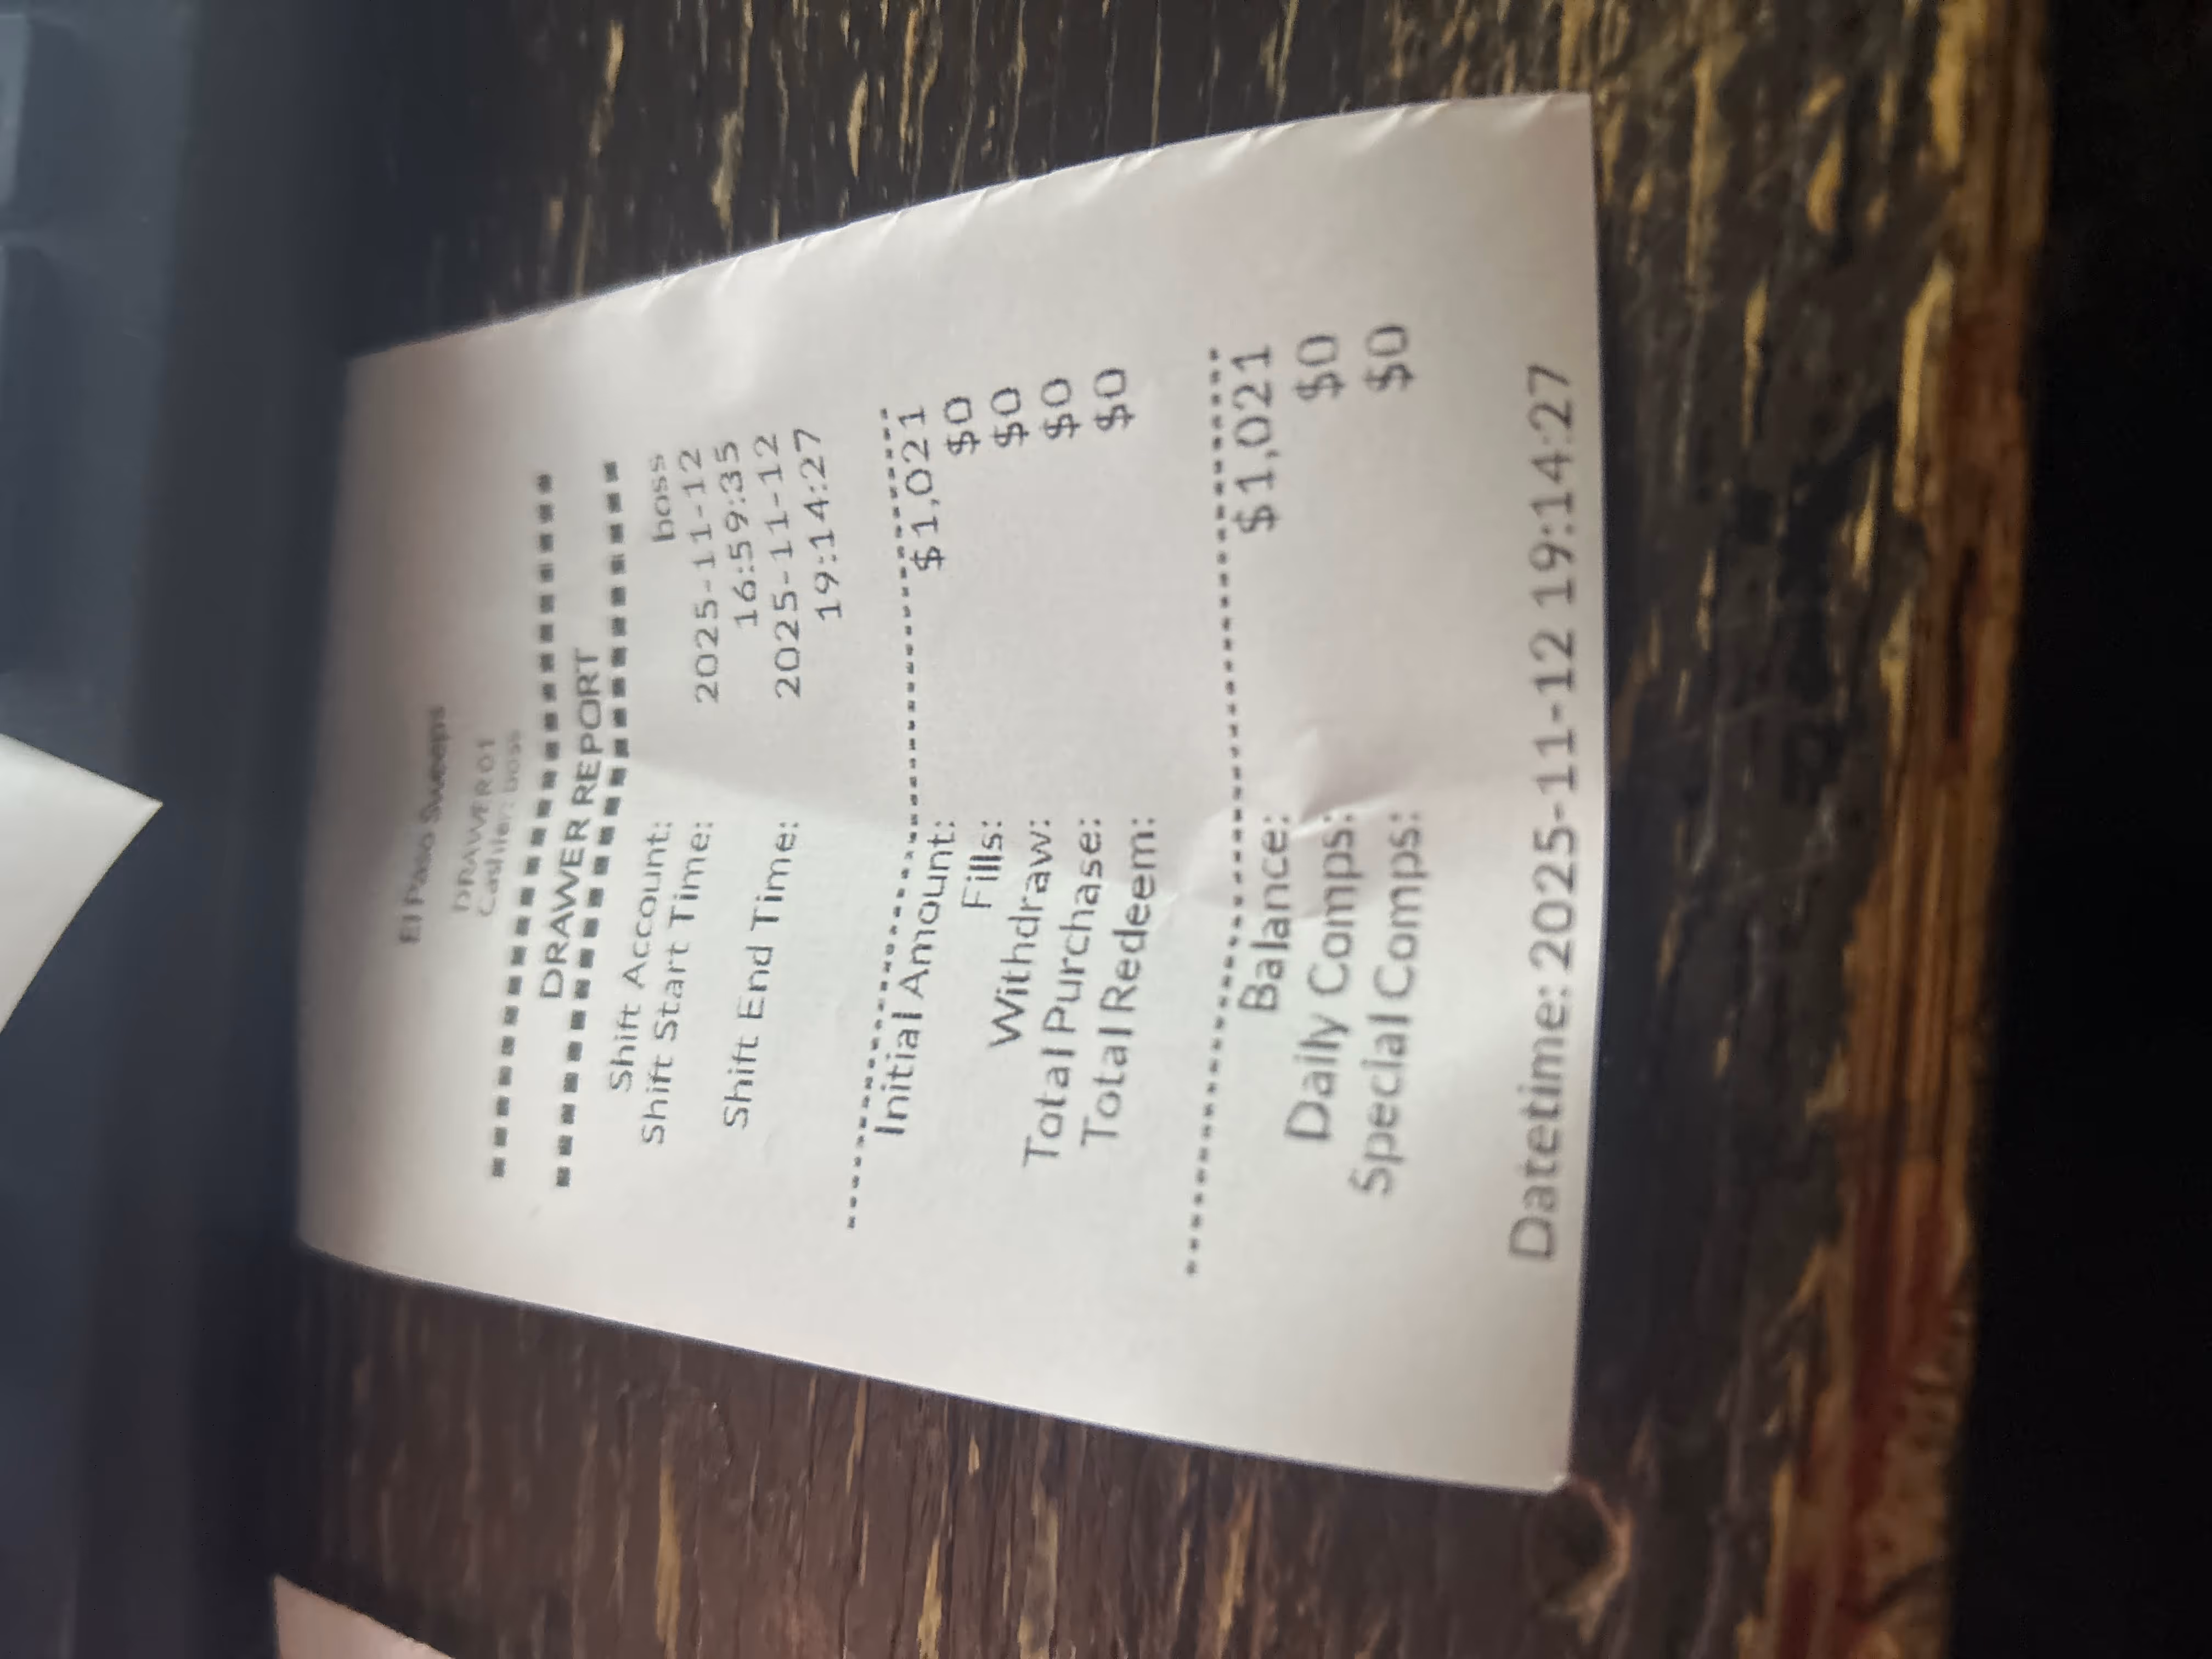 El Paso Sweeps
DRAWER01
Cashier: boss
DRAWER REPORT
Shift Account: boss
Shift Start Time: 2025-11-12
16:59:35
Shift End Time: 2025-11-12
19:14:27
Initial Amount: $1,021
Fills: $0
Withdraw: $0
Total Purchase: $0
Total Redeem: $0
Balance: $1,021
Daily Comps: $0
Special Comps: $0
Datetime: 2025-11-12 19:14:27